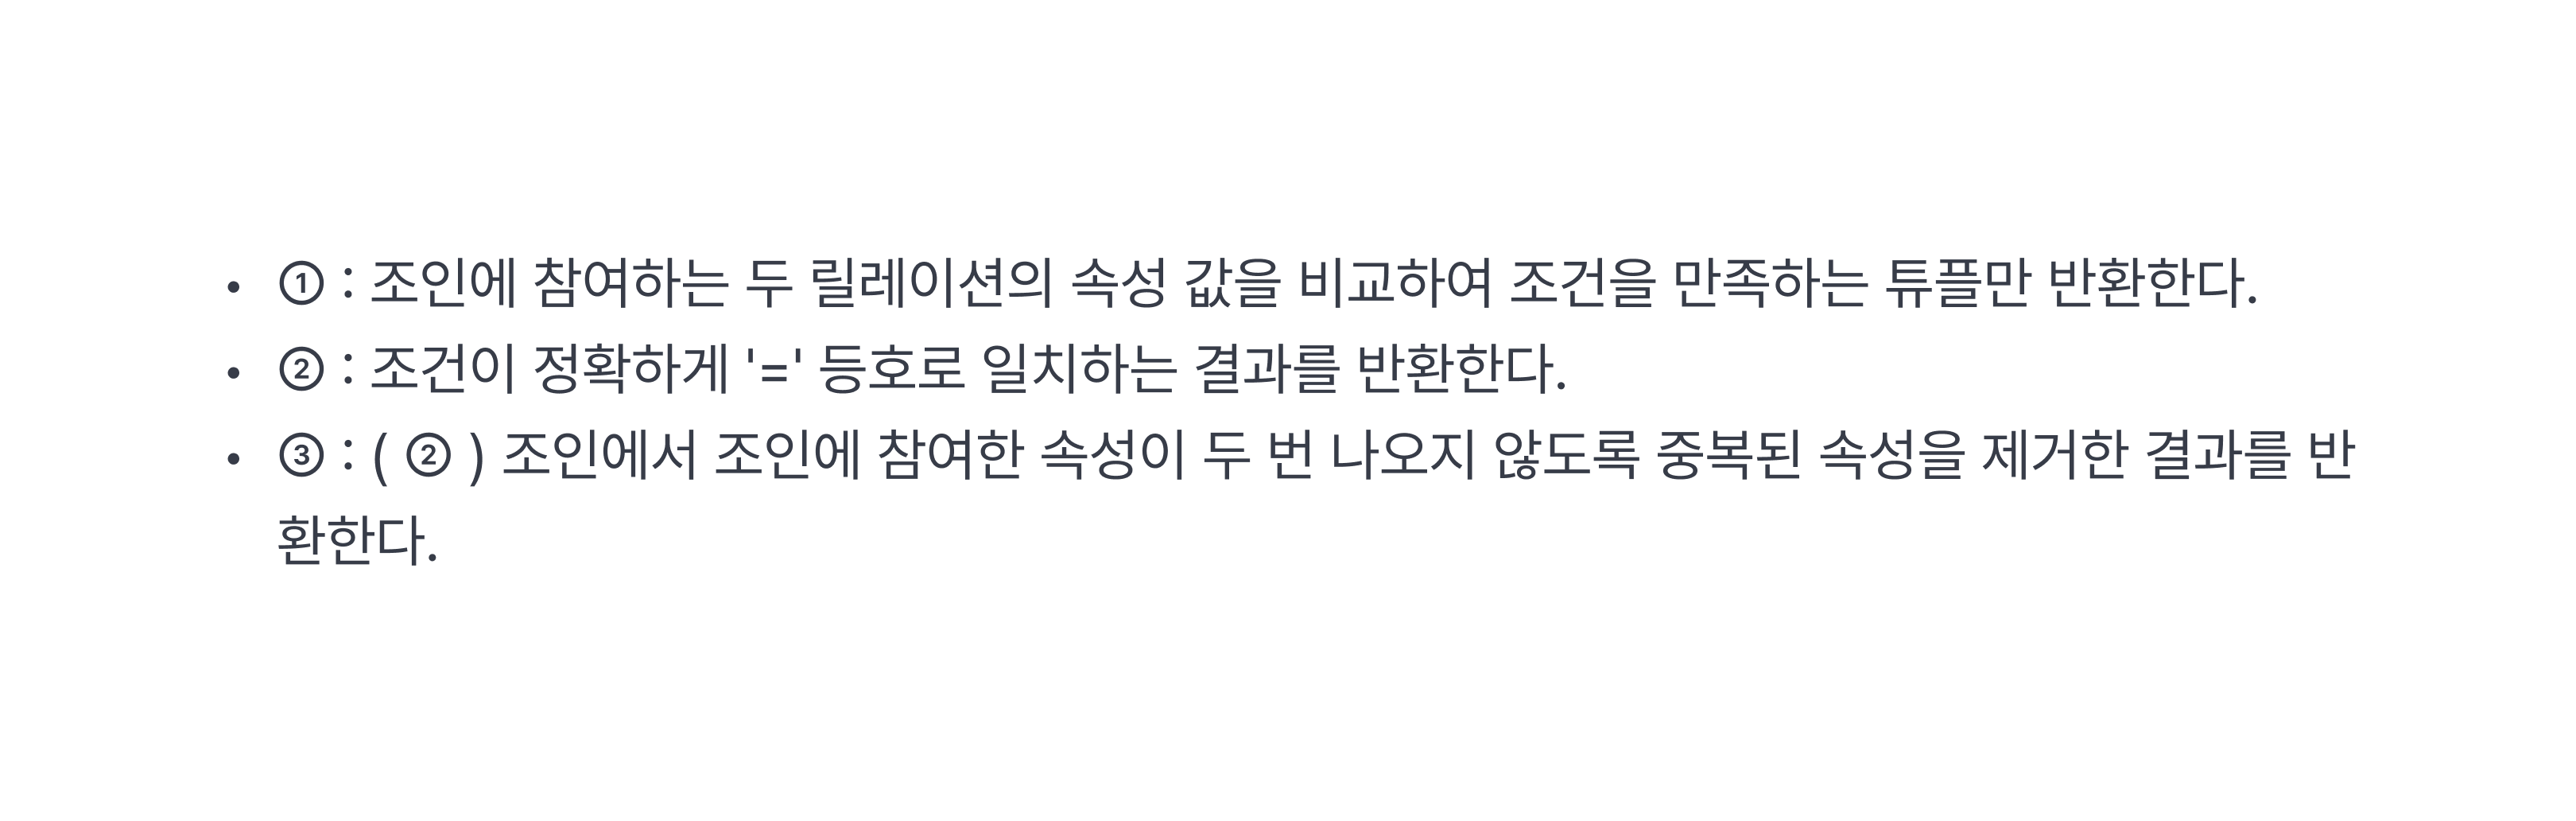 • ① : 조인에 참여하는 두 릴레이션의 속성 값을 비교하여 조건을 만족하는 튜플만 반환한다.
• ② : 조건이 정확하게 '=' 등호로 일치하는 결과를 반환한다.
• ③ : ( ② ) 조인에서 조인에 참여한 속성이 두 번 나오지 않도록 중복된 속성을 제거한 결과를 반
환한다.